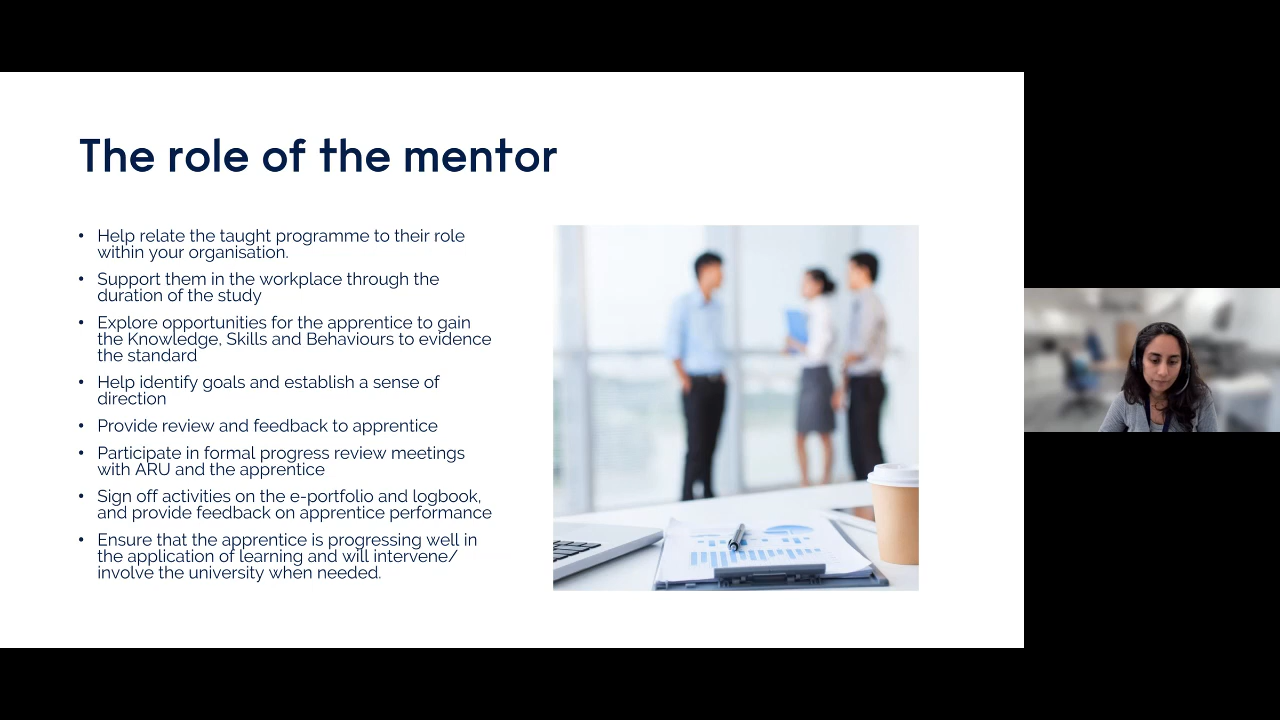 The role of the mentor
• Help relate the taught programme to their role
within your organisation.
• Support them in the workplace through the
duration of the study
• Explore opportunities for the apprentice to gain
the Knowledge, Skills and Behaviours to evidence
the standard
• Help identify goals and establish a sense of
direction
• Provide review and feedback to apprentice
• Participate in formal progress review meetings
with ARU and the apprentice
• Sign off activities on the e-portfolio and logbook,
and provide feedback on apprentice performance
• Ensure that the apprentice is progressing well in
the application of learning and will intervene/
involve the university when needed.